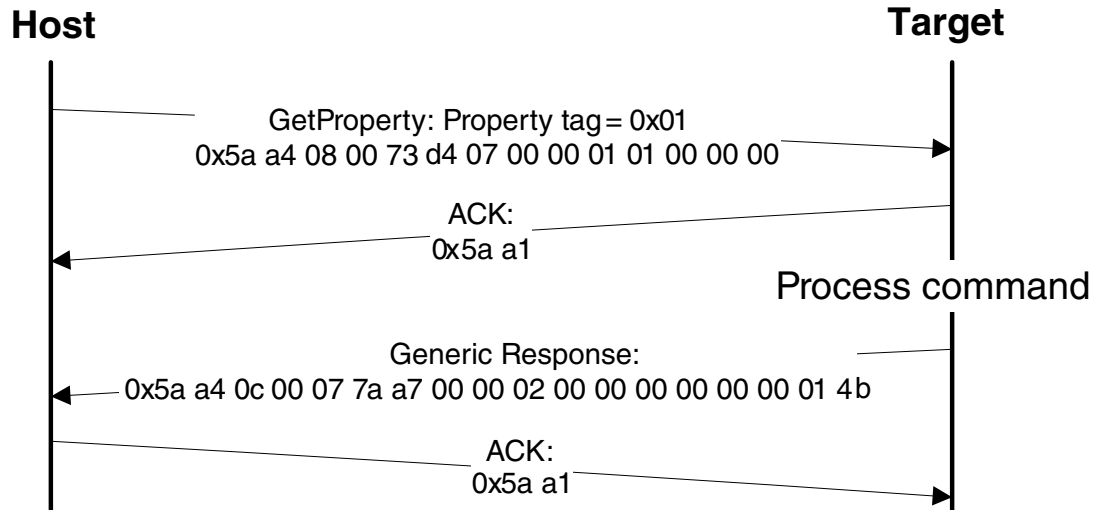 Host
Target
GetProperty: Property tag = 0x01
0x5a a4 08 00 73 d4 07 00 00 01 01 00 00 00
ACK:
0x5a a1
Process command
Generic Response:
0x5a a4 0c 00 07 7a a7 00 00 02 00 00 00 00 00 00 01 4b
ACK:
0x5a a1